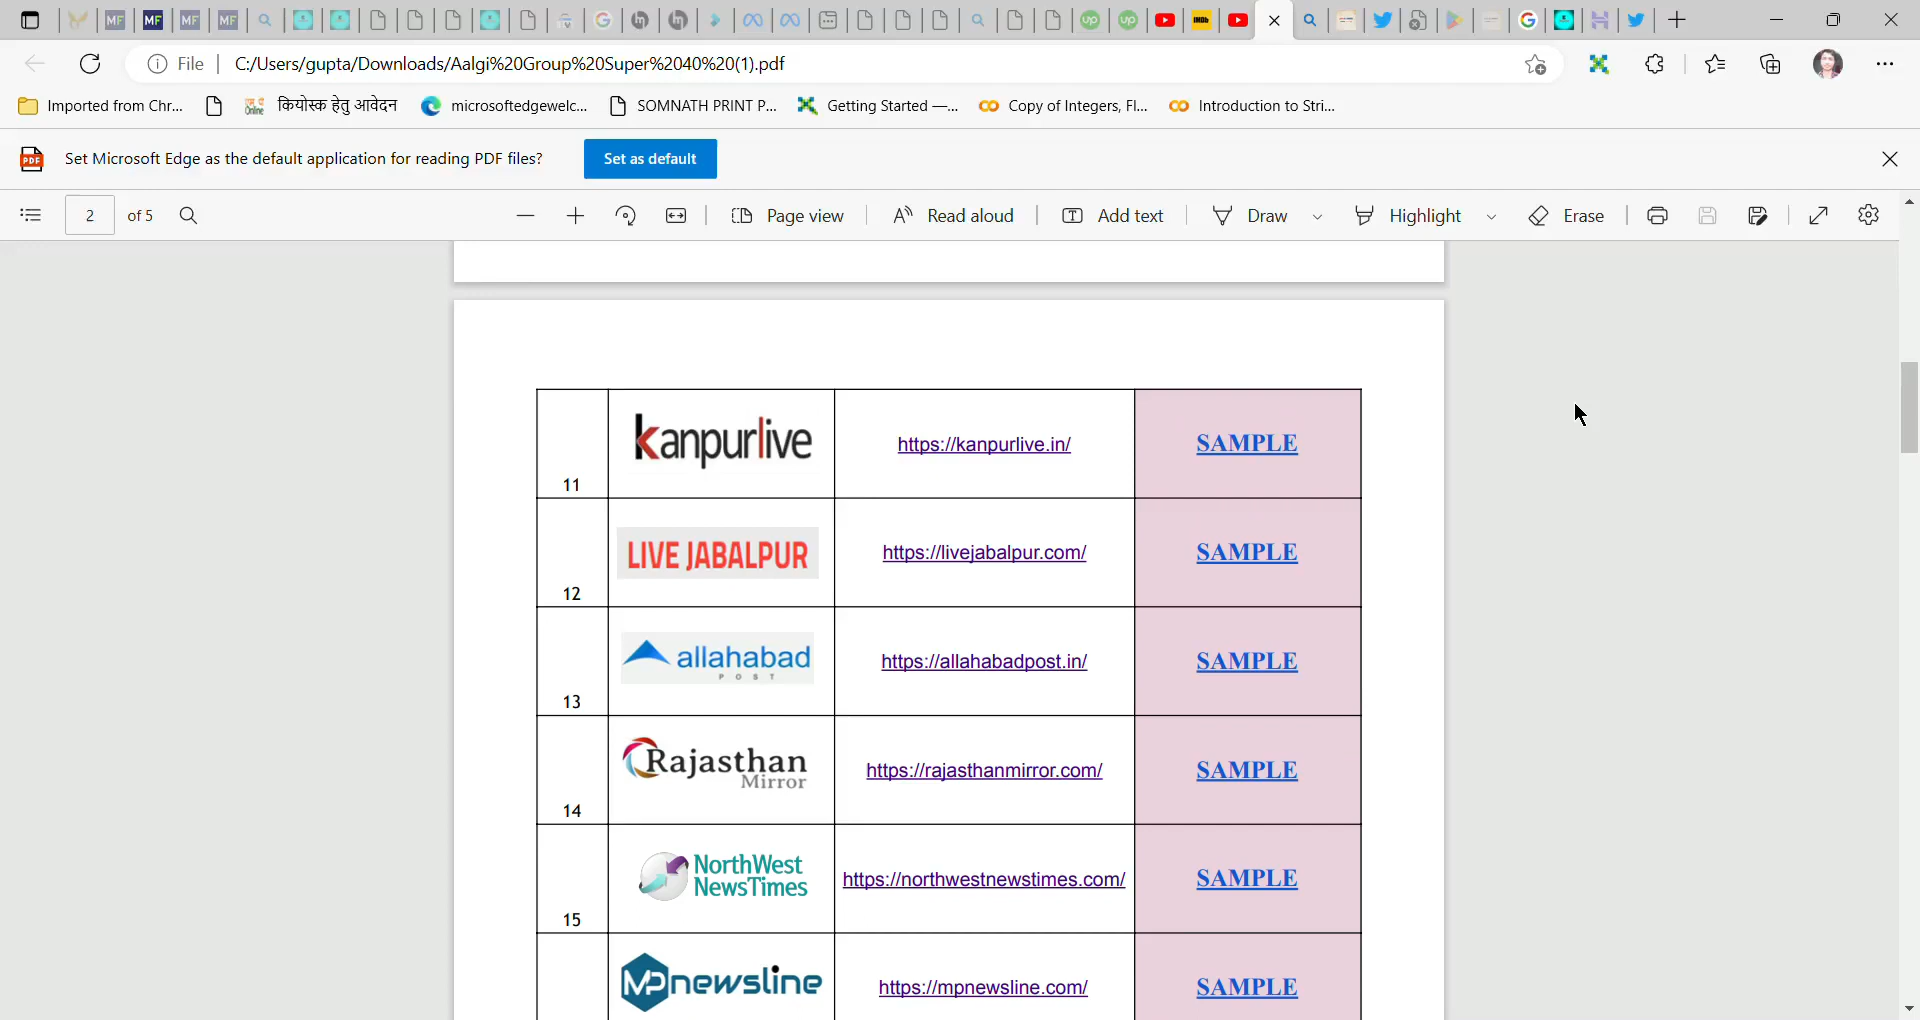 File
C:/Users/gupta/Downloads/Aalgi%20Group%20Super%2040%20(1).pdf
Imported from Chr...
कियोस्क हेतु आवेदन
microsoftedgewelc...
SOMNATH PRINT P...
Getting Started —...
Copy of Integers, Fl...
Introduction to Stri...
Set Microsoft Edge as the default application for reading PDF files?
Set as default
2 of 5
Page view
Read aloud
Add text
Draw
Highlight
Erase
11 kanpurlive https://kanpurlive.in/ SAMPLE
12 LIVE JABALPUR https://livejabalpur.com/ SAMPLE
13 allahabad POST https://allahabadpost.in/ SAMPLE
14 Rajasthan Mirror https://rajasthanmirror.com/ SAMPLE
15 NorthWest NewsTimes https://northwestnewstimes.com/ SAMPLE
MPnewsline https://mpnewsline.com/ SAMPLE